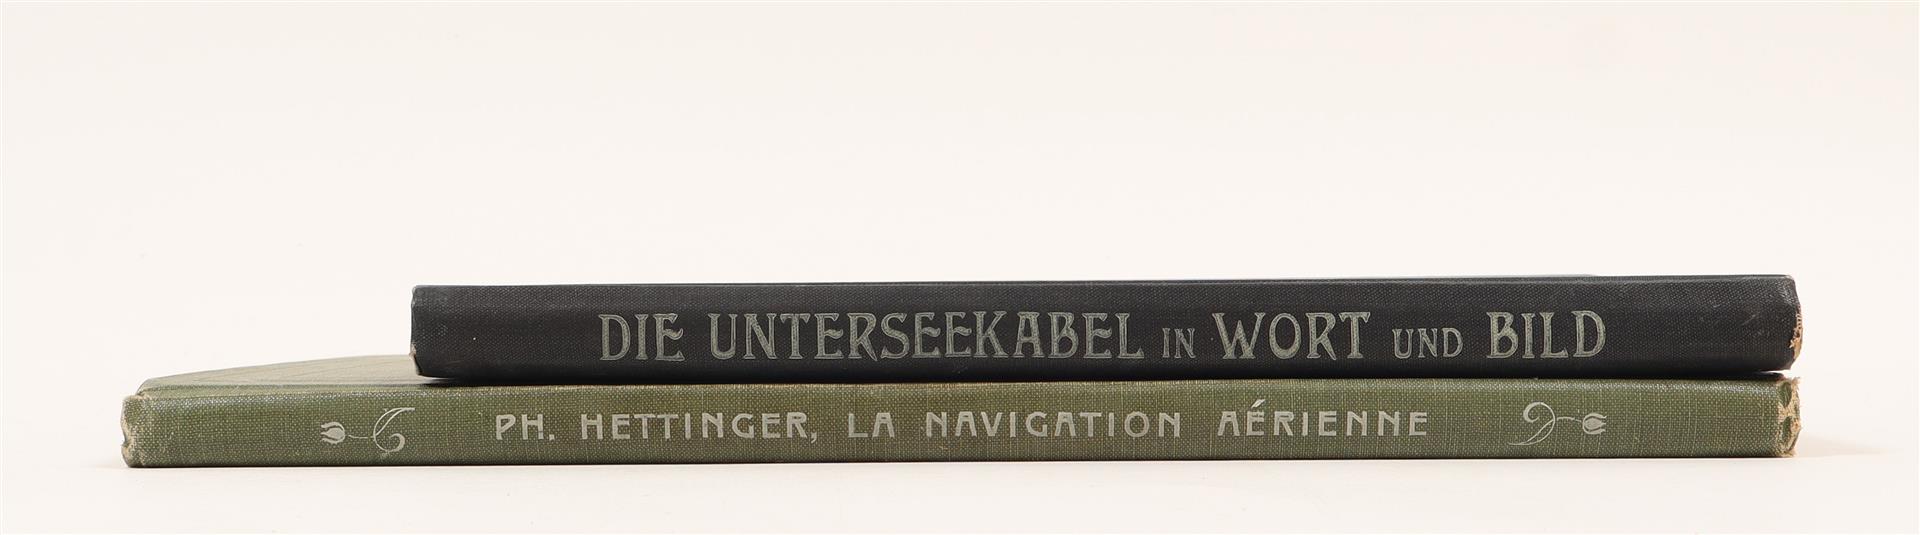 DIE UNTERSEEKABEL IN WORT UND BILD
PH. HETTINGER, LA NAVIGATION AÉRIENNE